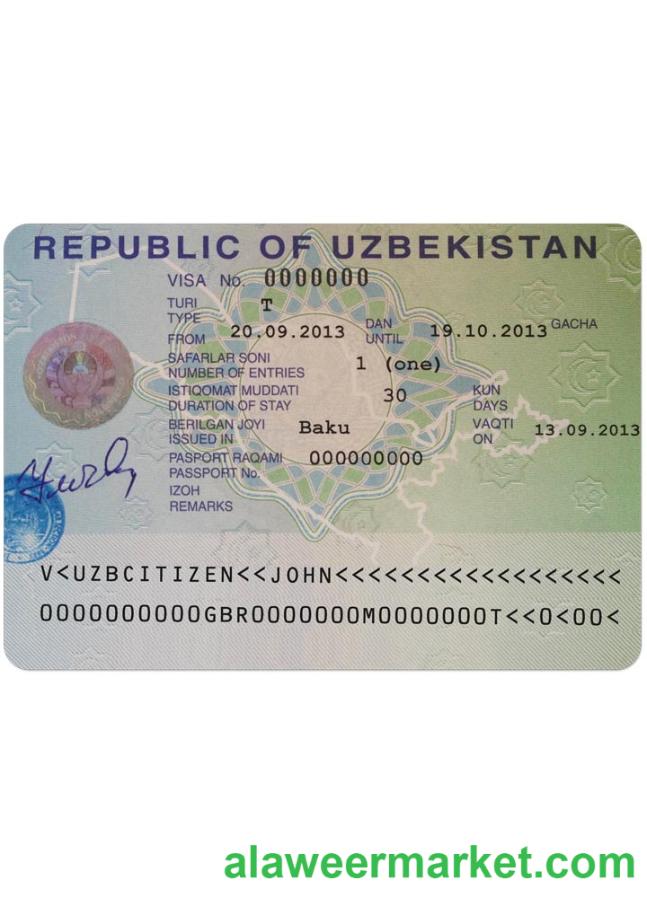 REPUBLIC OF UZBEKISTAN
VISA No. 0000000
TURI
TYPE T
FROM 20.09.2013 DAN UNTIL 19.10.2013 GACHA
SAFARLAR SONI
NUMBER OF ENTRIES 1 (one)
ISTIQOMAT MUDDATI KUN
DURATION OF STAY 30 DAYS
BERILGAN JOYI VAQTI
ISSUED IN Baku ON 13.09.2013
PASPORT RAQAMI 000000000
PASSPORT No.
IZOH
REMARKS
V<UZBCITIZEN<<JOHN<<<<<<<<<<<<<<<<<<<
0000000000GBR0000000M0000000T<<0<00<
alaweermarket.com